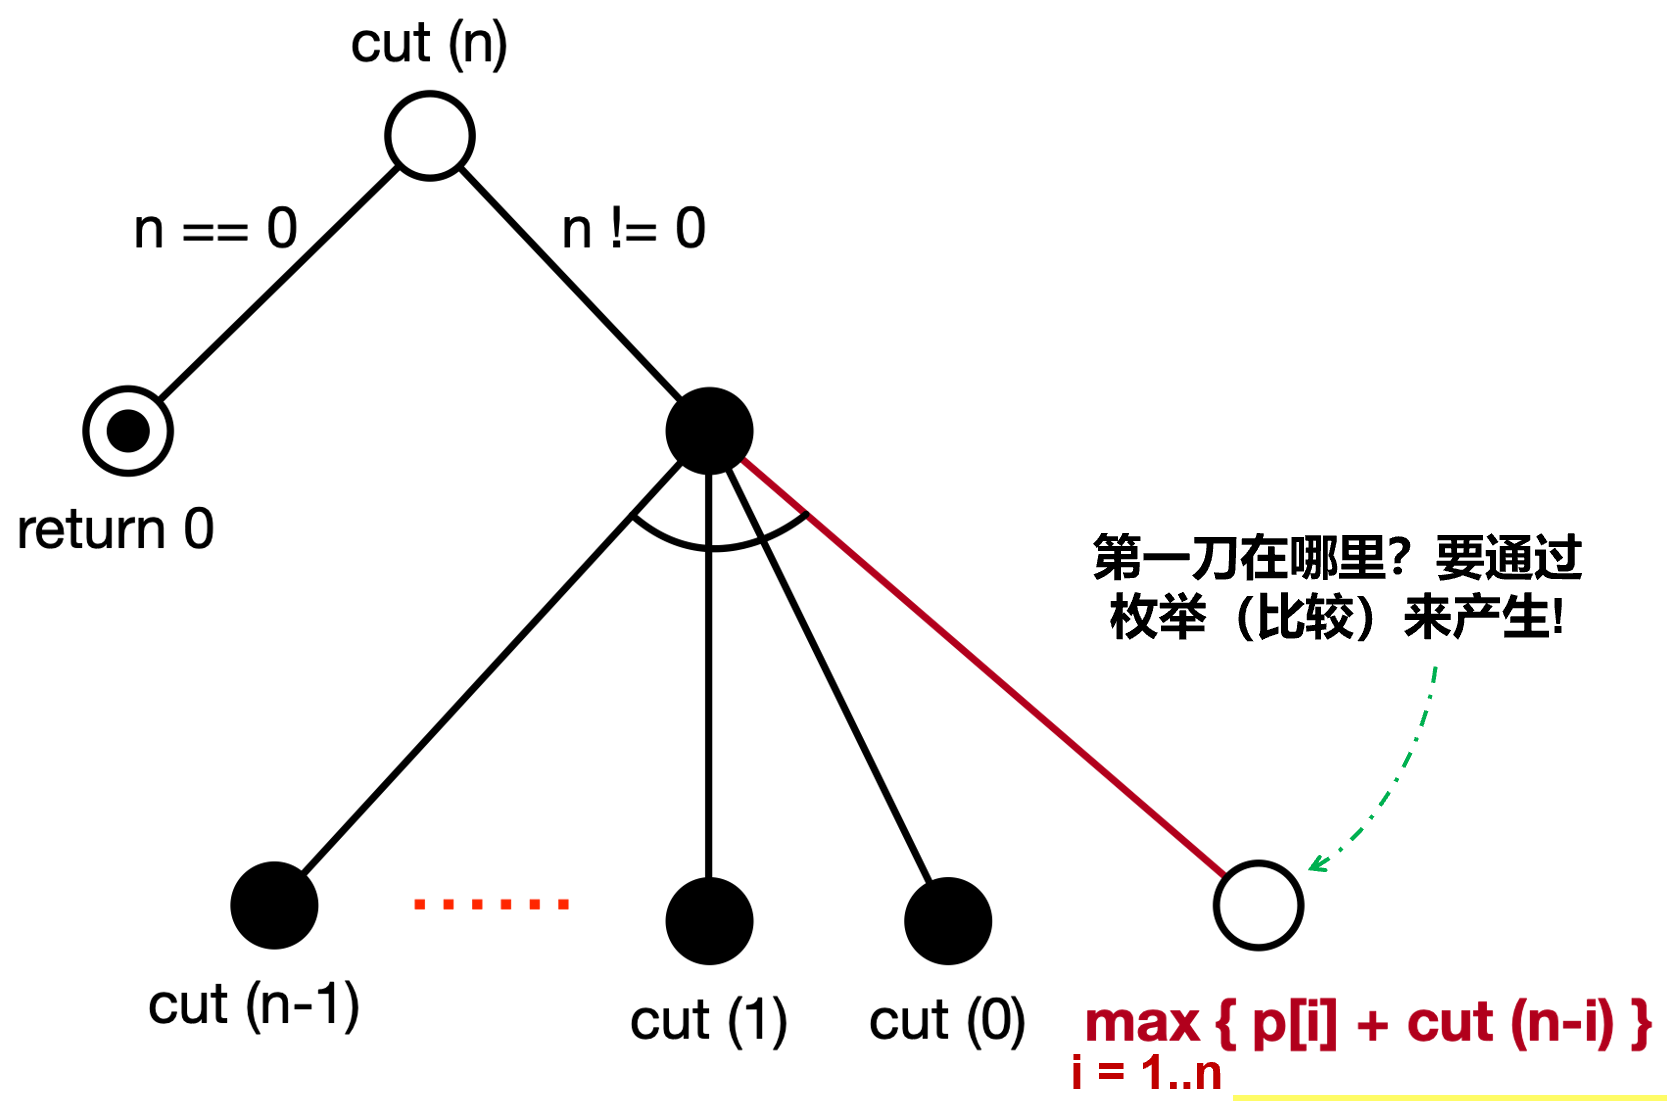 cut (n)
n == 0
n != 0
return 0
第一刀在哪里？要通过
枚举（比较）来产生!
cut (n-1)
cut (1)
cut (0)
max { p[i] + cut (n-i) }
i = 1..n